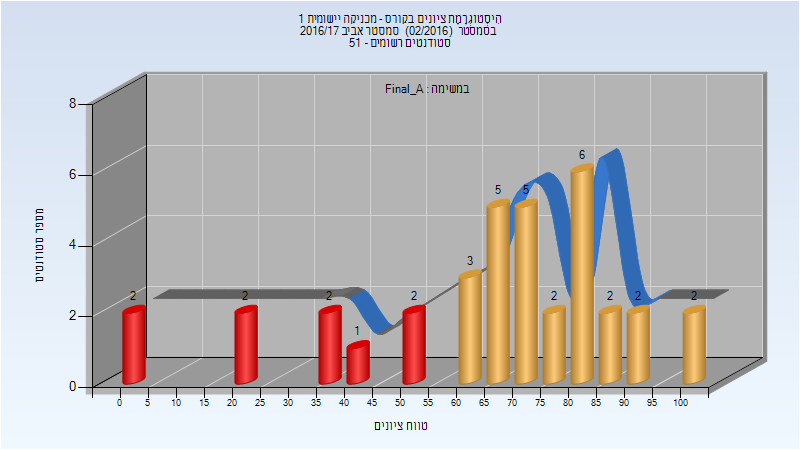 היסטוגרמת ציונים בקורס - מכניקה יישומית 1
בסמסטר (02/2016) סמסטר אביב 2016/17
סטודנטים רשומים - 51
במשימה : Final_A
8
6
4
2
0
מספר סטודנטים
2
2
2
1
2
3
5
5
2
6
2
2
2
0 5 10 15 20 25 30 35 40 45 50 55 60 65 70 75 80 85 90 95 100
טווח ציונים